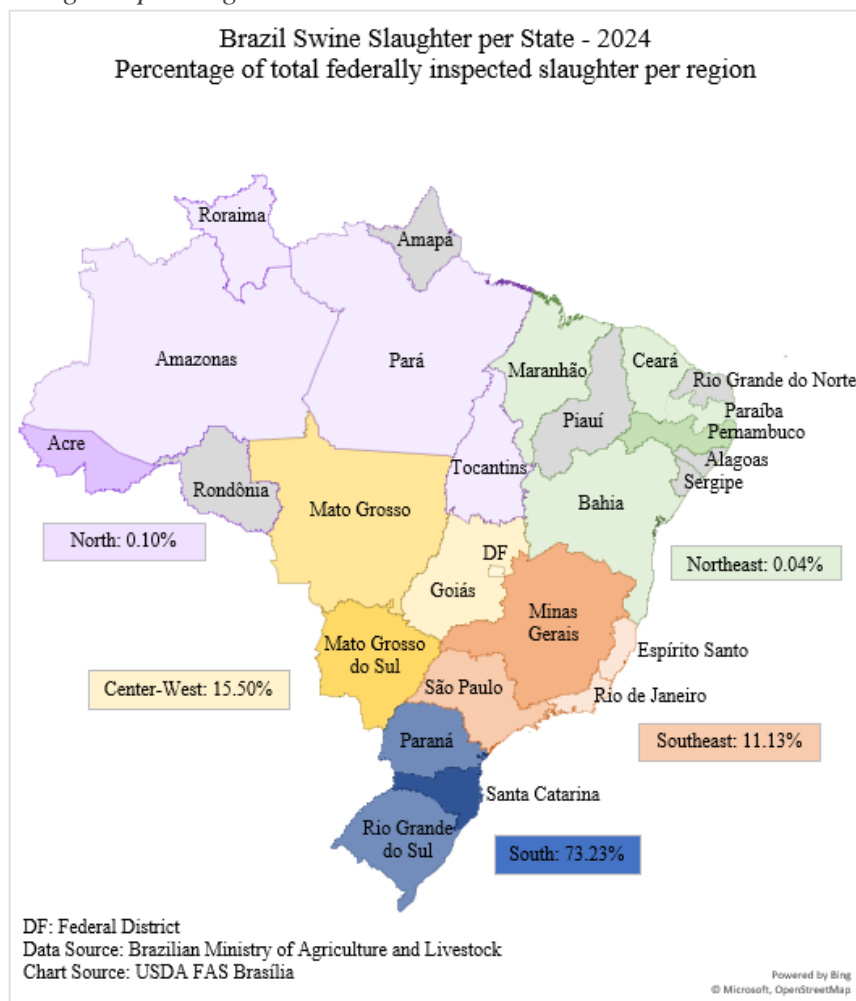 Brazil Swine Slaughter per State - 2024
Percentage of total federally inspected slaughter per region
Roraima
Amapá
Amazonas
Pará
Maranhão
Ceará
Rio Grande do Norte
Piauí
Paraíba
Pernambuco
Acre
Alagoas
Tocantins
Sergipe
Rondônia
Mato Grosso
Bahia
North: 0.10%
DF
Northeast: 0.04%
Goiás
Minas
Gerais
Mato Grosso
do Sul
Espírito Santo
Center-West: 15.50%
São Paulo
Rio de Janeiro
Paraná
Southeast: 11.13%
Santa Catarina
Rio Grande
do Sul
South: 73.23%
DF: Federal District
Data Source: Brazilian Ministry of Agriculture and Livestock
Chart Source: USDA FAS Brasília
Powered by Bing
© Microsoft, OpenStreetMap